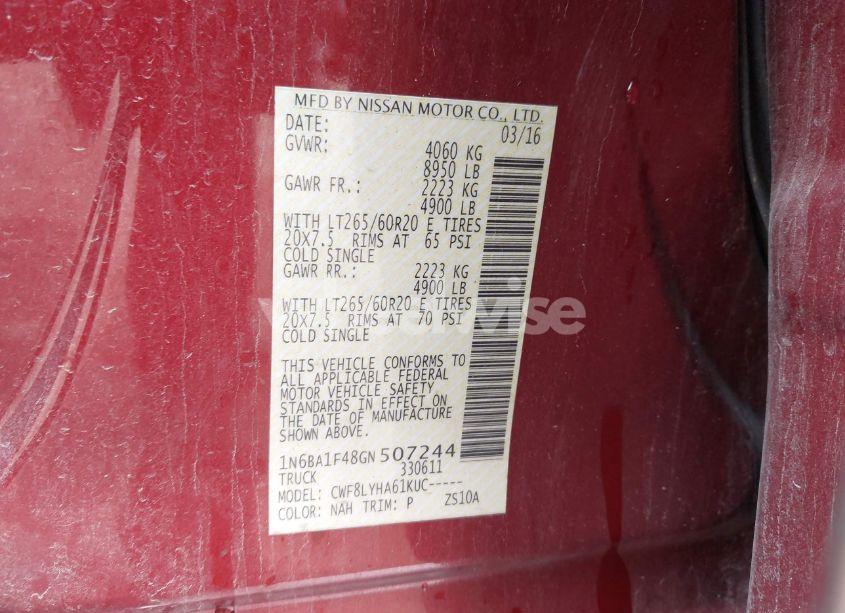 MFD BY NISSAN MOTOR CO., LTD.
DATE: 03/16
GVWR: 4060 KG
8950 LB
GAWR FR.: 2223 KG
4900 LB
WITH LT265/60R20 E TIRES
20X7.5 RIMS AT 65 PSI
COLD SINGLE
GAWR RR.: 2223 KG
4900 LB
WITH LT265/60R20 E TIRES
20X7.5 RIMS AT 70 PSI
COLD SINGLE
THIS VEHICLE CONFORMS TO
ALL APPLICABLE FEDERAL
MOTOR VEHICLE SAFETY
STANDARDS IN EFFECT ON
THE DATE OF MANUFACTURE
SHOWN ABOVE.
1N6BA1F48GN507244
TRUCK 330611
MODEL: CWF8LYHA61KUC-----
COLOR: NAH TRIM: P ZS10A